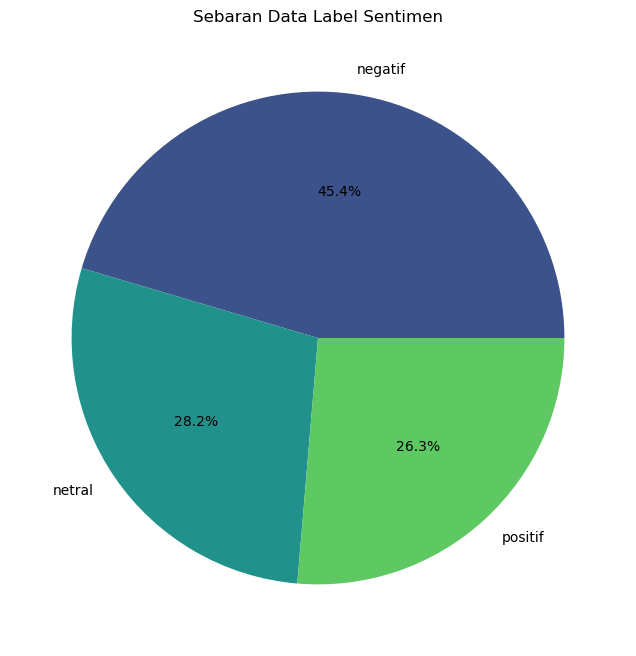 Sebaran Data Label Sentimen
negatif
45.4%
28.2%
26.3%
netral
positif